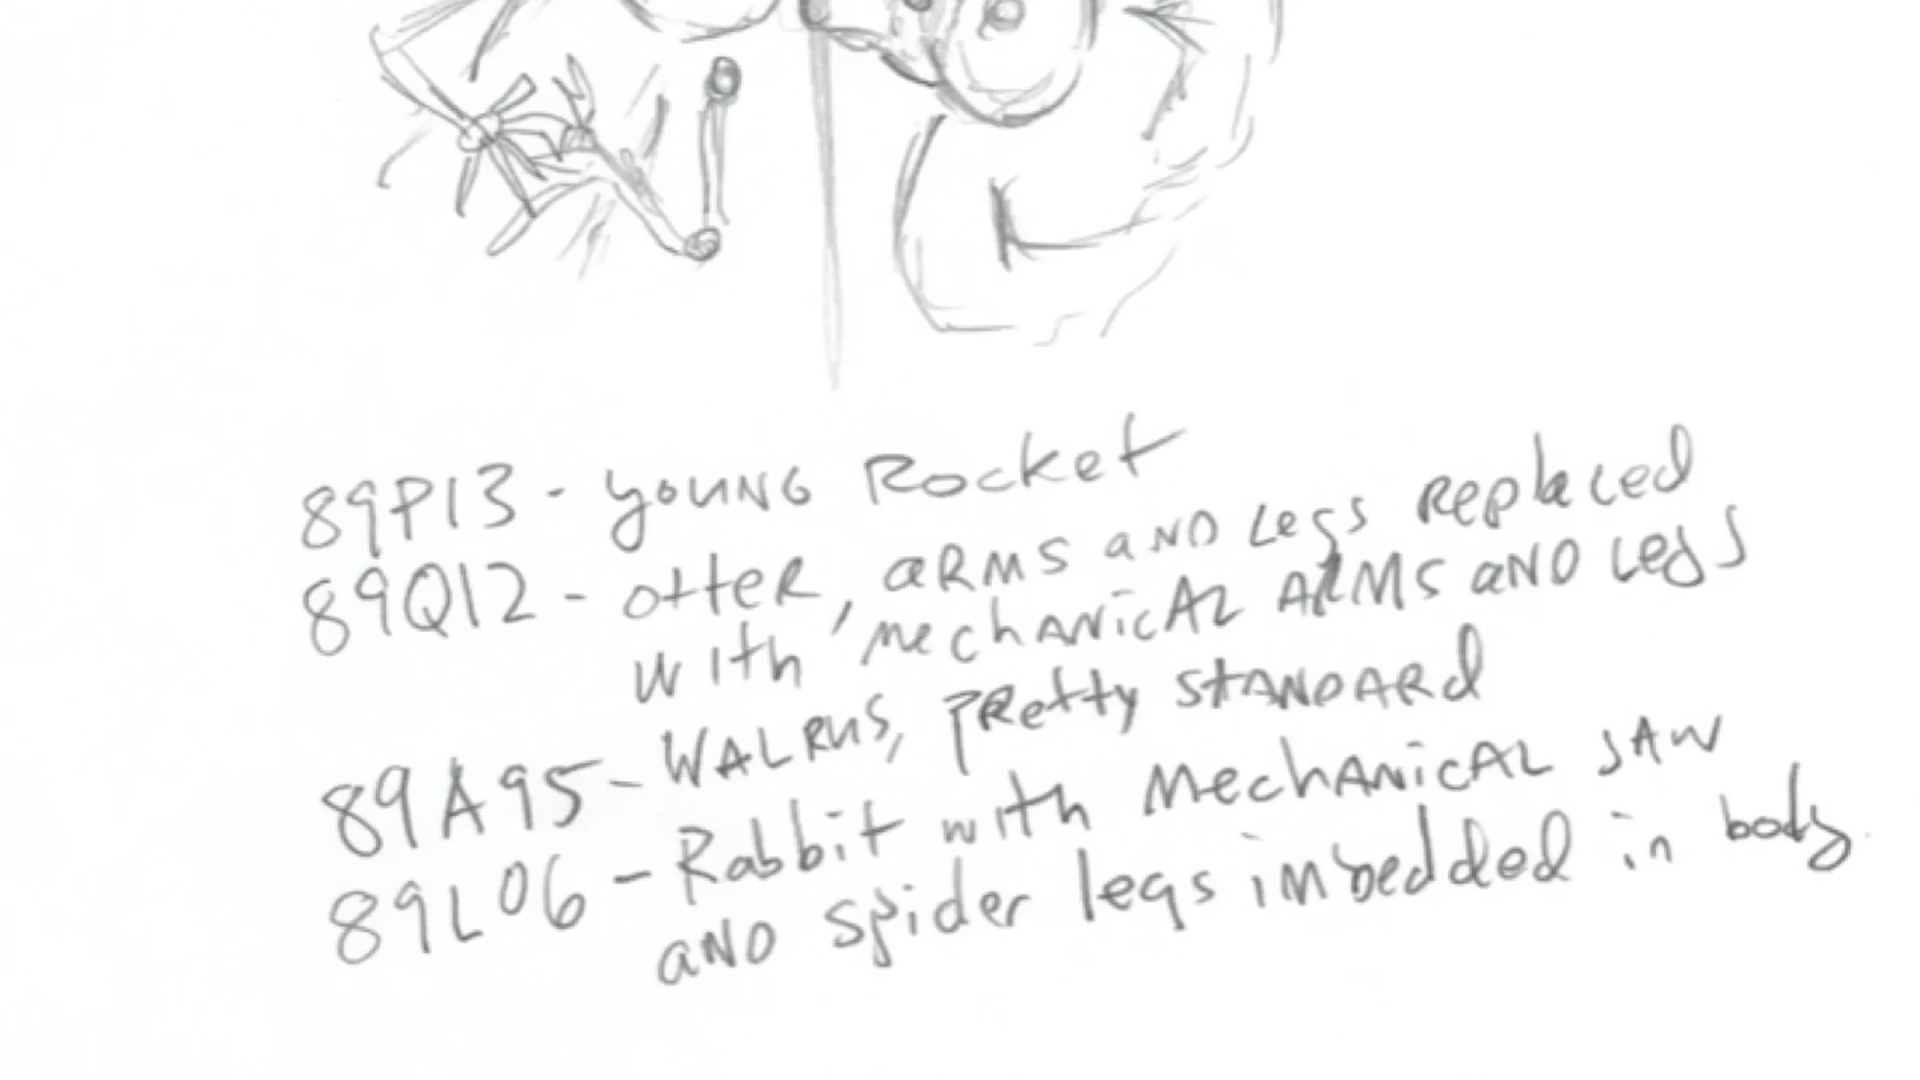 89P13 - young Rocket
89Q12 - otter, arms and legs replaced
with mechanical arms and legs
89A95 - walrus, pretty standard
89L06 - Rabbit with mechanical saw
and spider legs imbedded in body